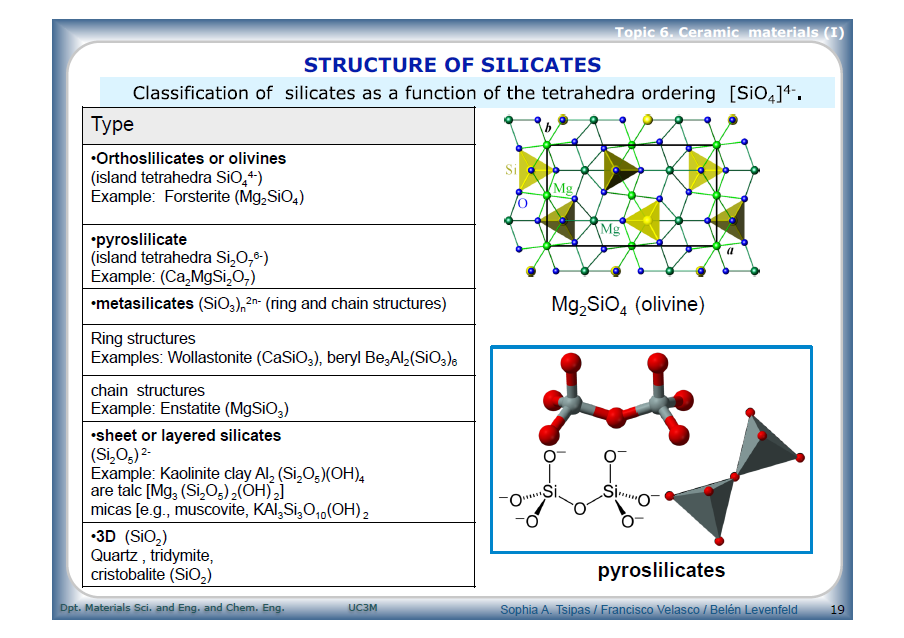 Topic 6. Ceramic materials (I)
STRUCTURE OF SILICATES
Classification of silicates as a function of the tetrahedra ordering [SiO₄]⁴⁻.
Type
•Orthoslilicates or olivines
(island tetrahedra SiO₄⁴⁻)
Example: Forsterite (Mg₂SiO₄)
•pyroslilicate
(island tetrahedra Si₂O₇⁶⁻)
Example: (Ca₂MgSi₂O₇)
•metasilicates (SiO₃)ₙ²ⁿ⁻ (ring and chain structures)
Ring structures
Examples: Wollastonite (CaSiO₃), beryl Be₃Al₂(SiO₃)₆
chain structures
Example: Enstatite (MgSiO₃)
•sheet or layered silicates
(Si₂O₅)²⁻
Example: Kaolinite clay Al₂ (Si₂O₅)(OH)₄
are talc [Mg₃ (Si₂O₅)₂(OH)₂]
micas [e.g., muscovite, KAl₃Si₃O₁₀(OH)₂
•3D (SiO₂)
Quartz , tridymite,
cristobalite (SiO₂)
b
Si
Mg
O
Mg
a
Mg₂SiO₄ (olivine)
O⁻ O⁻
⁻O Si O Si O⁻
⁻O O⁻
pyroslilicates
Dpt. Materials Sci. and Eng. and Chem. Eng. UC3M Sophia A. Tsipas / Francisco Velasco / Belén Levenfeld 19